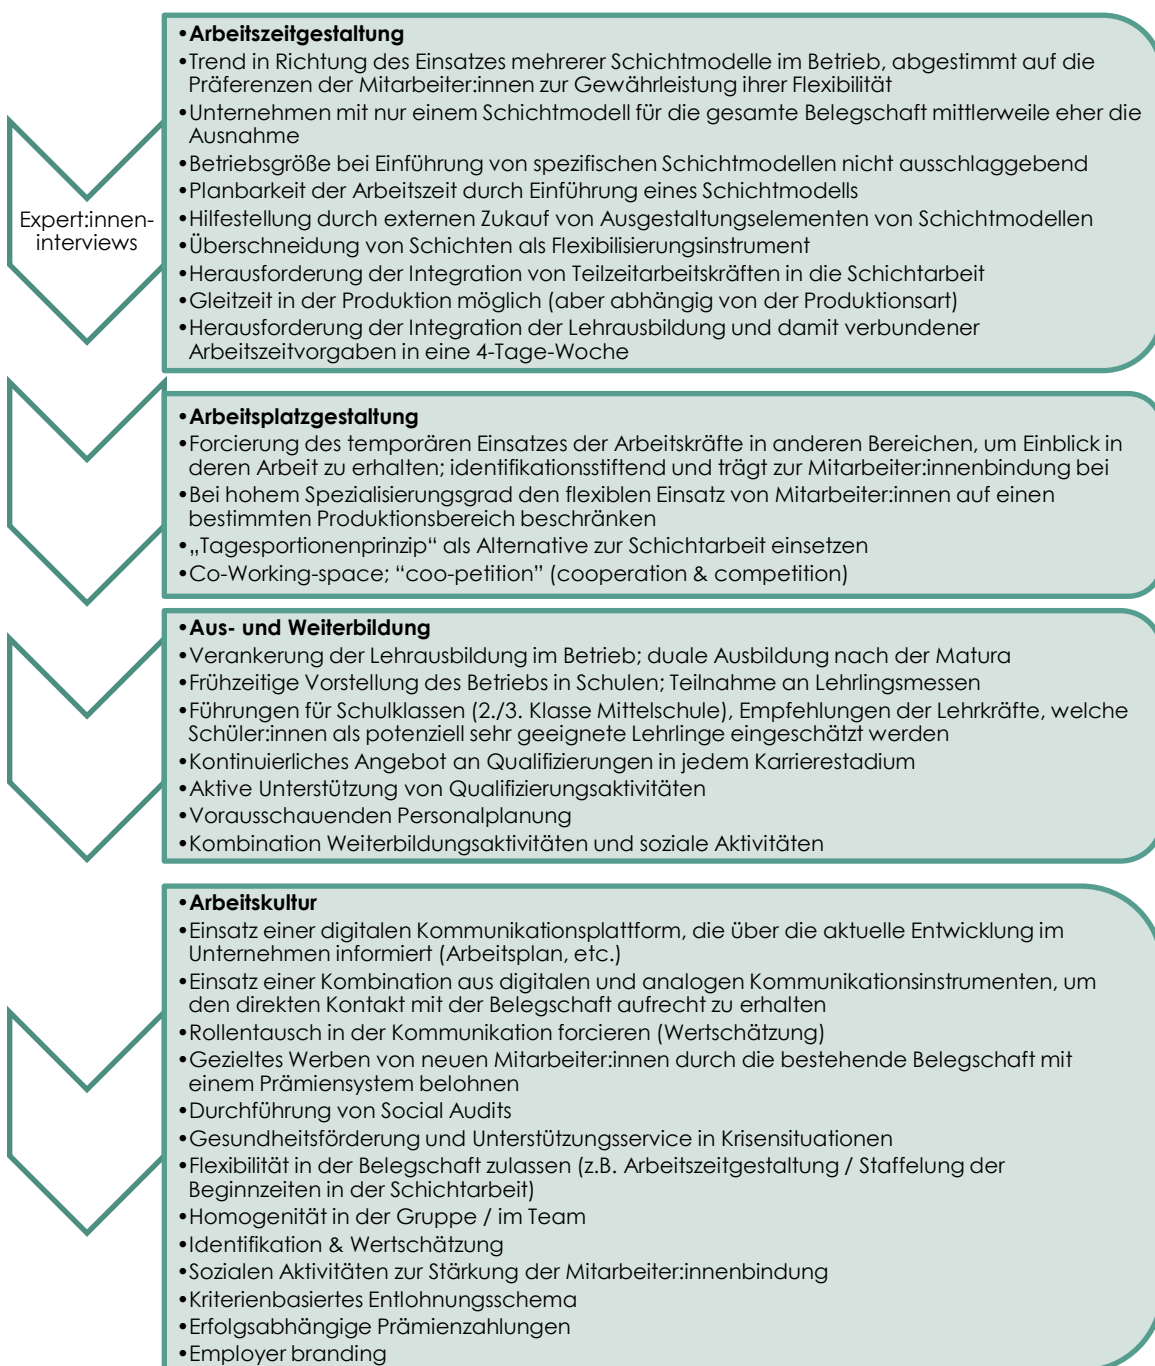 Expert:innen-
interviews
•Arbeitszeitgestaltung
•Trend in Richtung des Einsatzes mehrerer Schichtmodelle im Betrieb, abgestimmt auf die
Präferenzen der Mitarbeiter:innen zur Gewährleistung ihrer Flexibilität
•Unternehmen mit nur einem Schichtmodell für die gesamte Belegschaft mittlerweile eher die
Ausnahme
•Betriebsgröße bei Einführung von spezifischen Schichtmodellen nicht ausschlaggebend
•Planbarkeit der Arbeitszeit durch Einführung eines Schichtmodells
•Hilfestellung durch externen Zukauf von Ausgestaltungselementen von Schichtmodellen
•Überschneidung von Schichten als Flexibilisierungsinstrument
•Herausforderung der Integration von Teilzeitarbeitskräften in die Schichtarbeit
•Gleitzeit in der Produktion möglich (aber abhängig von der Produktionsart)
•Herausforderung der Integration der Lehrausbildung und damit verbundener
Arbeitszeitvorgaben in eine 4-Tage-Woche
•Arbeitsplatzgestaltung
•Forcierung des temporären Einsatzes der Arbeitskräfte in anderen Bereichen, um Einblick in
deren Arbeit zu erhalten; identifikationsstiftend und trägt zur Mitarbeiter:innenbindung bei
•Bei hohem Spezialisierungsgrad den flexiblen Einsatz von Mitarbeiter:innen auf einen
bestimmten Produktionsbereich beschränken
•„Tagesportionenprinzip“ als Alternative zur Schichtarbeit einsetzen
•Co-Working-space; “coo-petition” (cooperation & competition)
•Aus- und Weiterbildung
•Verankerung der Lehrausbildung im Betrieb; duale Ausbildung nach der Matura
•Frühzeitige Vorstellung des Betriebs in Schulen; Teilnahme an Lehrlingsmessen
•Führungen für Schulklassen (2./3. Klasse Mittelschule), Empfehlungen der Lehrkräfte, welche
Schüler:innen als potenziell sehr geeignete Lehrlinge eingeschätzt werden
•Kontinuierliches Angebot an Qualifizierungen in jedem Karrierestadium
•Aktive Unterstützung von Qualifizierungsaktivitäten
•Vorausschauenden Personalplanung
•Kombination Weiterbildungsaktivitäten und soziale Aktivitäten
•Arbeitskultur
•Einsatz einer digitalen Kommunikationsplattform, die über die aktuelle Entwicklung im
Unternehmen informiert (Arbeitsplan, etc.)
•Einsatz einer Kombination aus digitalen und analogen Kommunikationsinstrumenten, um
den direkten Kontakt mit der Belegschaft aufrecht zu erhalten
•Rollentausch in der Kommunikation forcieren (Wertschätzung)
•Gezieltes Werben von neuen Mitarbeiter:innen durch die bestehende Belegschaft mit
einem Prämiensystem belohnen
•Durchführung von Social Audits
•Gesundheitsförderung und Unterstützungsservice in Krisensituationen
•Flexibilität in der Belegschaft zulassen (z.B. Arbeitszeitgestaltung / Staffelung der
Beginnzeiten in der Schichtarbeit)
•Homogenität in der Gruppe / im Team
•Identifikation & Wertschätzung
•Sozialen Aktivitäten zur Stärkung der Mitarbeiter:innenbindung
•Kriterienbasiertes Entlohnungsschema
•Erfolgsabhängige Prämienzahlungen
•Employer branding